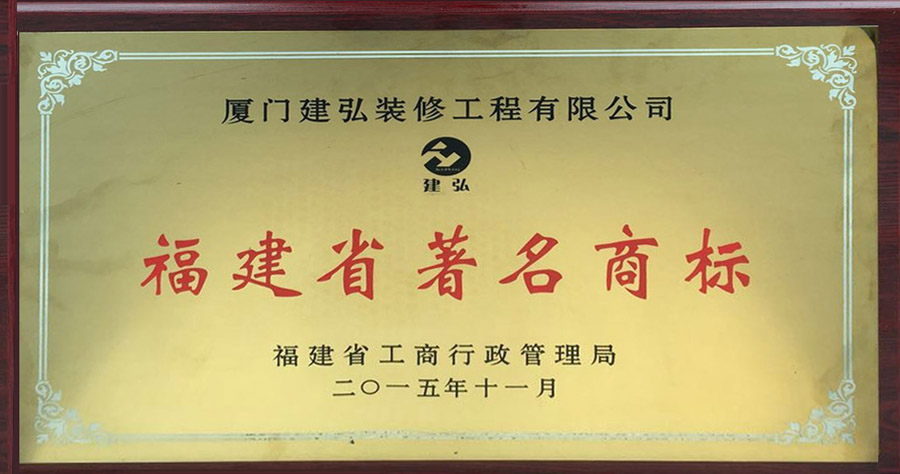 厦门建弘装修工程有限公司
建弘
福建省著名商标
福建省工商行政管理局
二〇一五年十一月